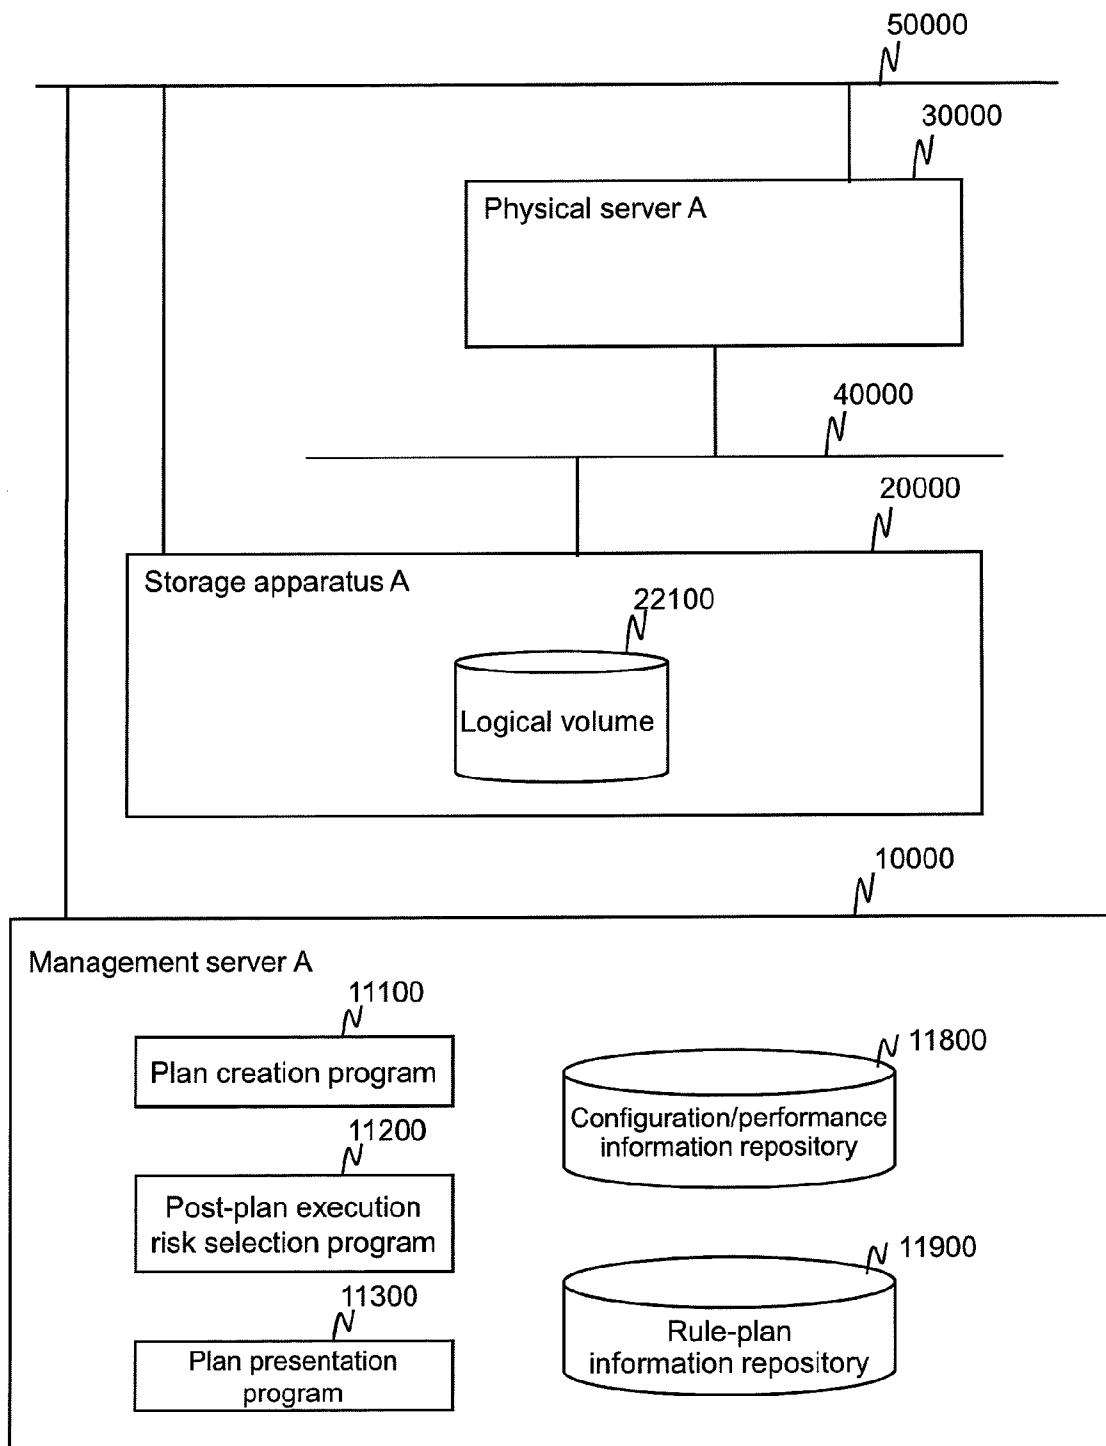 50000
30000
Physical server A
40000
20000
Storage apparatus A
22100
Logical volume
10000
Management server A
11100
Plan creation program
11200
Post-plan execution
risk selection program
11300
Plan presentation
program
11800
Configuration/performance
information repository
11900
Rule-plan
information repository